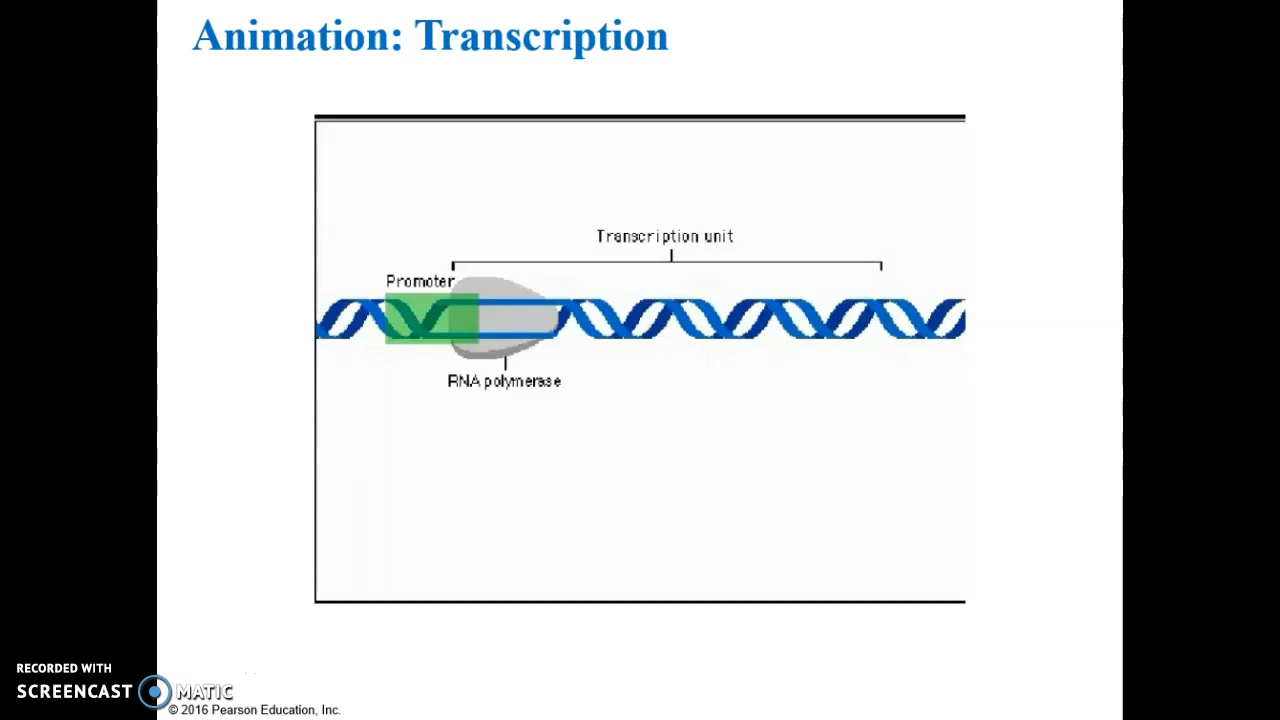 Animation: Transcription
Transcription unit
Promoter
RNA polymerase
RECORDED WITH
SCREENCAST MATIC
© 2016 Pearson Education, Inc.